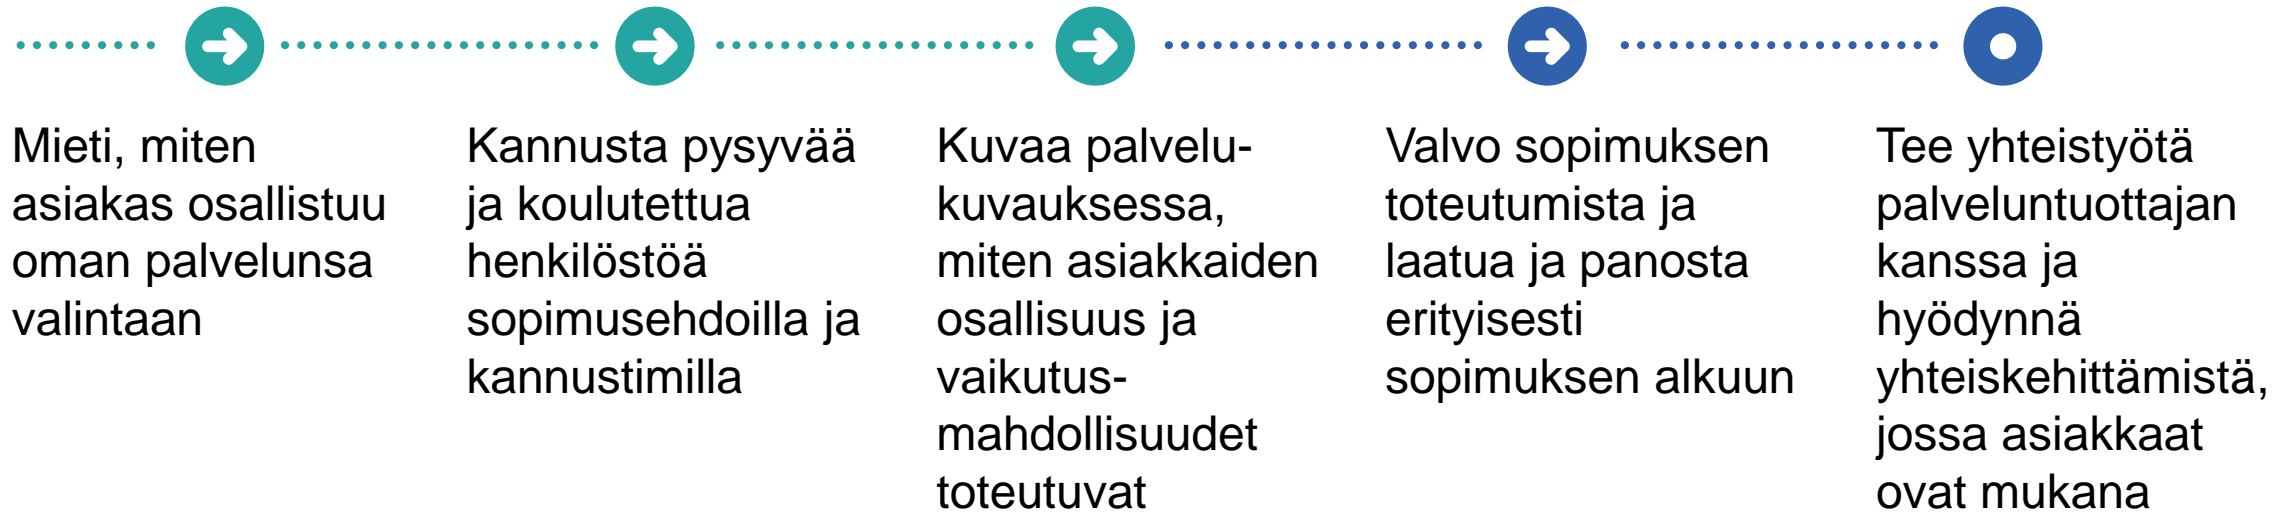 Mieti, miten
asiakas osallistuu
oman palvelunsa
valintaan
Kannusta pysyvää
ja koulutettua
henkilöstöä
sopimusehdoilla ja
kannustimilla
Kuvaa palvelu-
kuvauksessa,
miten asiakkaiden
osallisuus ja
vaikutus-
mahdollisuudet
toteutuvat
Valvo sopimuksen
toteutumista ja
laatua ja panosta
erityisesti
sopimuksen alkuun
Tee yhteistyötä
palveluntuottajan
kanssa ja
hyödynnä
yhteiskehittämistä,
jossa asiakkaat
ovat mukana